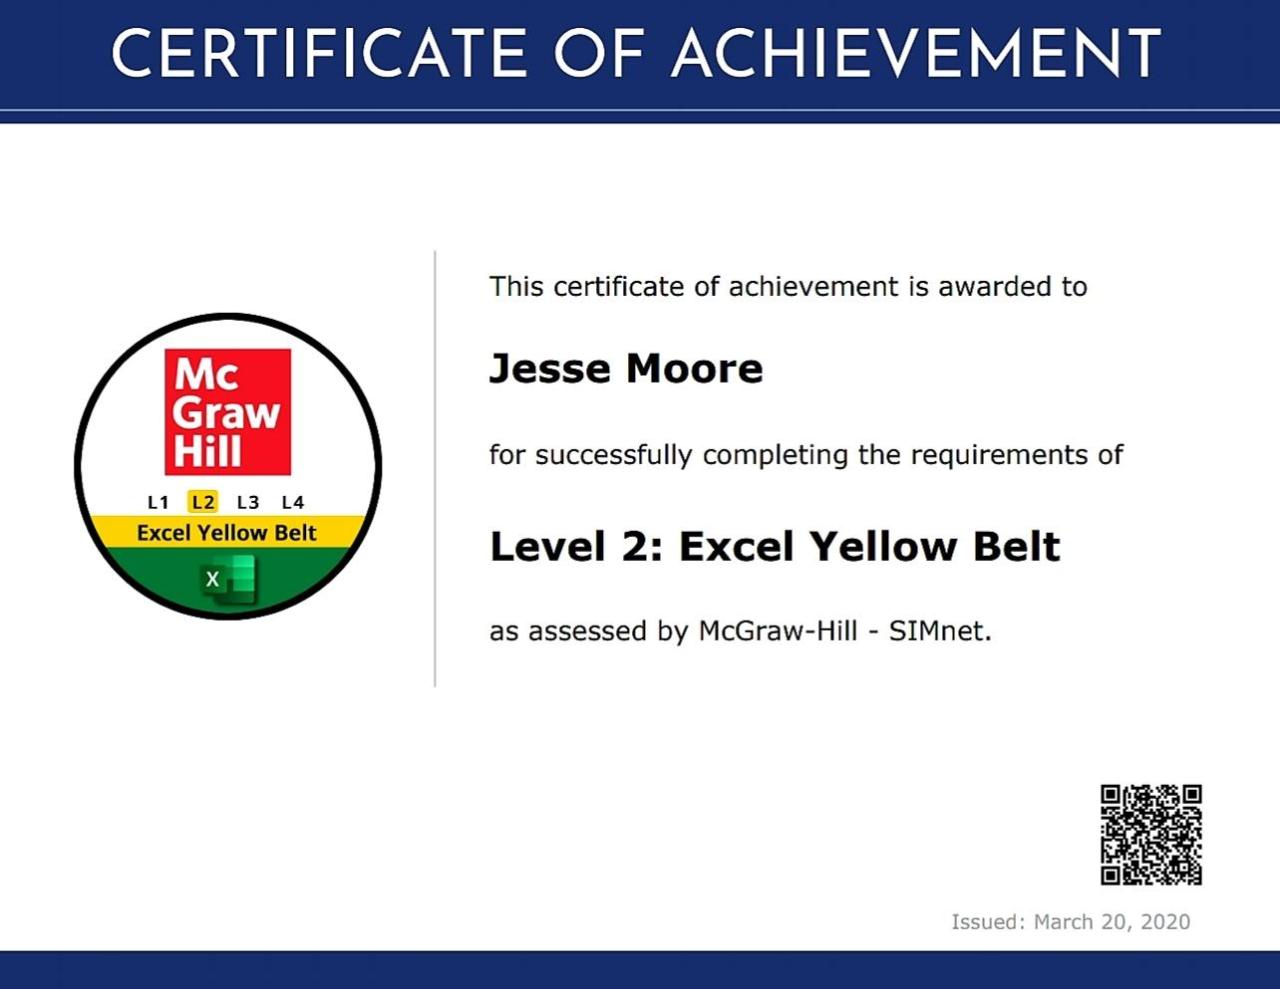 CERTIFICATE OF ACHIEVEMENT
Mc
Graw
Hill
L1 L2 L3 L4
Excel Yellow Belt
X
This certificate of achievement is awarded to
Jesse Moore
for successfully completing the requirements of
Level 2: Excel Yellow Belt
as assessed by McGraw-Hill - SIMnet.
Issued: March 20, 2020